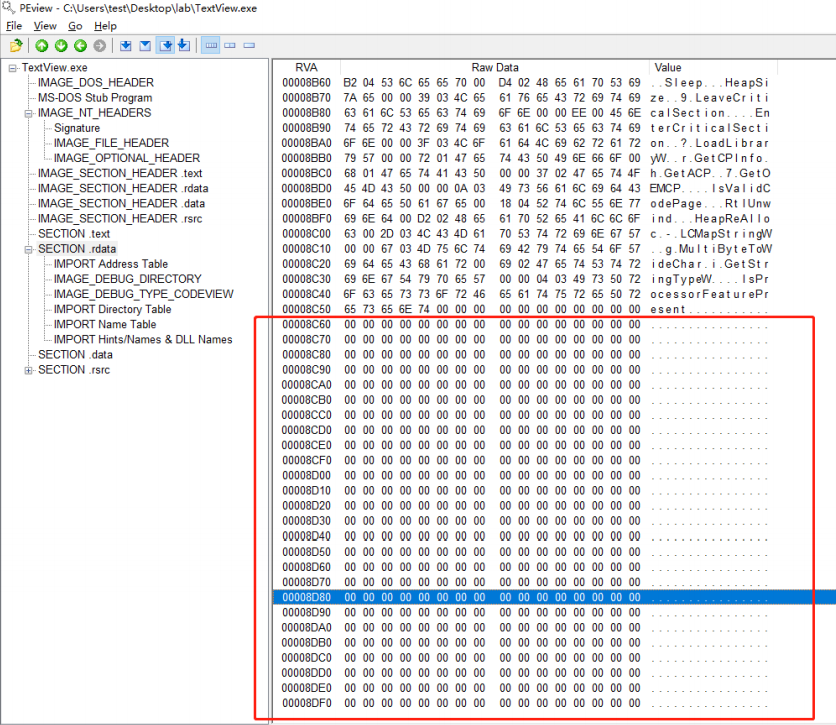 PEview - C:\Users\test\Desktop\lab\TextView.exe
File View Go Help
TextView.exe
IMAGE_DOS_HEADER
MS-DOS Stub Program
IMAGE_NT_HEADERS
Signature
IMAGE_FILE_HEADER
IMAGE_OPTIONAL_HEADER
IMAGE_SECTION_HEADER .text
IMAGE_SECTION_HEADER .rdata
IMAGE_SECTION_HEADER .data
IMAGE_SECTION_HEADER .rsrc
SECTION .text
SECTION .rdata
IMPORT Address Table
IMAGE_DEBUG_DIRECTORY
IMAGE_DEBUG_TYPE_CODEVIEW
IMPORT Directory Table
IMPORT Name Table
IMPORT Hints/Names & DLL Names
SECTION .data
SECTION .rsrc
RVA Raw Data Value
00008B60 B2 04 53 6C 65 65 70 00 D4 02 48 65 61 70 53 69 ..Sleep...HeapSi
00008B70 7A 65 00 00 39 03 4C 65 61 76 65 43 72 69 74 69 ze..9.LeaveCriti
00008B80 63 61 6C 53 65 63 74 69 6F 6E 00 00 EE 00 45 6E calSection....En
00008B90 74 65 72 43 72 69 74 69 63 61 6C 53 65 63 74 69 terCriticalSecti
00008BA0 6F 6E 00 00 3F 03 4C 6F 61 64 4C 69 62 72 61 72 on..?.LoadLibrar
00008BB0 79 57 00 00 72 01 47 65 74 43 50 49 6E 66 6F 00 yW..r.GetCPInfo.
00008BC0 68 01 47 65 74 41 43 50 00 00 37 02 47 65 74 4F h.GetACP..7.GetO
00008BD0 45 4D 43 50 00 00 0A 03 49 73 56 61 6C 69 64 43 EMCP....IsValidC
00008BE0 6F 64 65 50 61 67 65 00 18 04 52 74 6C 55 6E 77 odePage...RtlUnw
00008BF0 69 6E 64 00 D2 02 48 65 61 70 52 65 41 6C 6C 6F ind...HeapReAllo
00008C00 63 00 2D 03 4C 43 4D 61 70 53 74 72 69 6E 67 57 c.-.LCMapStringW
00008C10 00 00 67 03 4D 75 6C 74 69 42 79 74 65 54 6F 57 ..g.MultiByteToW
00008C20 69 64 65 43 68 61 72 00 69 02 47 65 74 53 74 72 ideChar.i.GetStr
00008C30 69 6E 67 54 79 70 65 57 00 00 04 03 49 73 50 72 ingTypeW....IsPr
00008C40 6F 63 65 73 73 6F 72 46 65 61 74 75 72 65 50 72 ocessorFeaturePr
00008C50 65 73 65 6E 74 00 00 00 00 00 00 00 00 00 00 00 esent...........
00008C60 00 00 00 00 00 00 00 00 00 00 00 00 00 00 00 00 ................
00008C70 00 00 00 00 00 00 00 00 00 00 00 00 00 00 00 00 ................
00008C80 00 00 00 00 00 00 00 00 00 00 00 00 00 00 00 00 ................
00008C90 00 00 00 00 00 00 00 00 00 00 00 00 00 00 00 00 ................
00008CA0 00 00 00 00 00 00 00 00 00 00 00 00 00 00 00 00 ................
00008CB0 00 00 00 00 00 00 00 00 00 00 00 00 00 00 00 00 ................
00008CC0 00 00 00 00 00 00 00 00 00 00 00 00 00 00 00 00 ................
00008CD0 00 00 00 00 00 00 00 00 00 00 00 00 00 00 00 00 ................
00008CE0 00 00 00 00 00 00 00 00 00 00 00 00 00 00 00 00 ................
00008CF0 00 00 00 00 00 00 00 00 00 00 00 00 00 00 00 00 ................
00008D00 00 00 00 00 00 00 00 00 00 00 00 00 00 00 00 00 ................
00008D10 00 00 00 00 00 00 00 00 00 00 00 00 00 00 00 00 ................
00008D20 00 00 00 00 00 00 00 00 00 00 00 00 00 00 00 00 ................
00008D30 00 00 00 00 00 00 00 00 00 00 00 00 00 00 00 00 ................
00008D40 00 00 00 00 00 00 00 00 00 00 00 00 00 00 00 00 ................
00008D50 00 00 00 00 00 00 00 00 00 00 00 00 00 00 00 00 ................
00008D60 00 00 00 00 00 00 00 00 00 00 00 00 00 00 00 00 ................
00008D70 00 00 00 00 00 00 00 00 00 00 00 00 00 00 00 00 ................
00008D80 00 00 00 00 00 00 00 00 00 00 00 00 00 00 00 00 ................
00008D90 00 00 00 00 00 00 00 00 00 00 00 00 00 00 00 00 ................
00008DA0 00 00 00 00 00 00 00 00 00 00 00 00 00 00 00 00 ................
00008DB0 00 00 00 00 00 00 00 00 00 00 00 00 00 00 00 00 ................
00008DC0 00 00 00 00 00 00 00 00 00 00 00 00 00 00 00 00 ................
00008DD0 00 00 00 00 00 00 00 00 00 00 00 00 00 00 00 00 ................
00008DE0 00 00 00 00 00 00 00 00 00 00 00 00 00 00 00 00 ................
00008DF0 00 00 00 00 00 00 00 00 00 00 00 00 00 00 00 00 ................